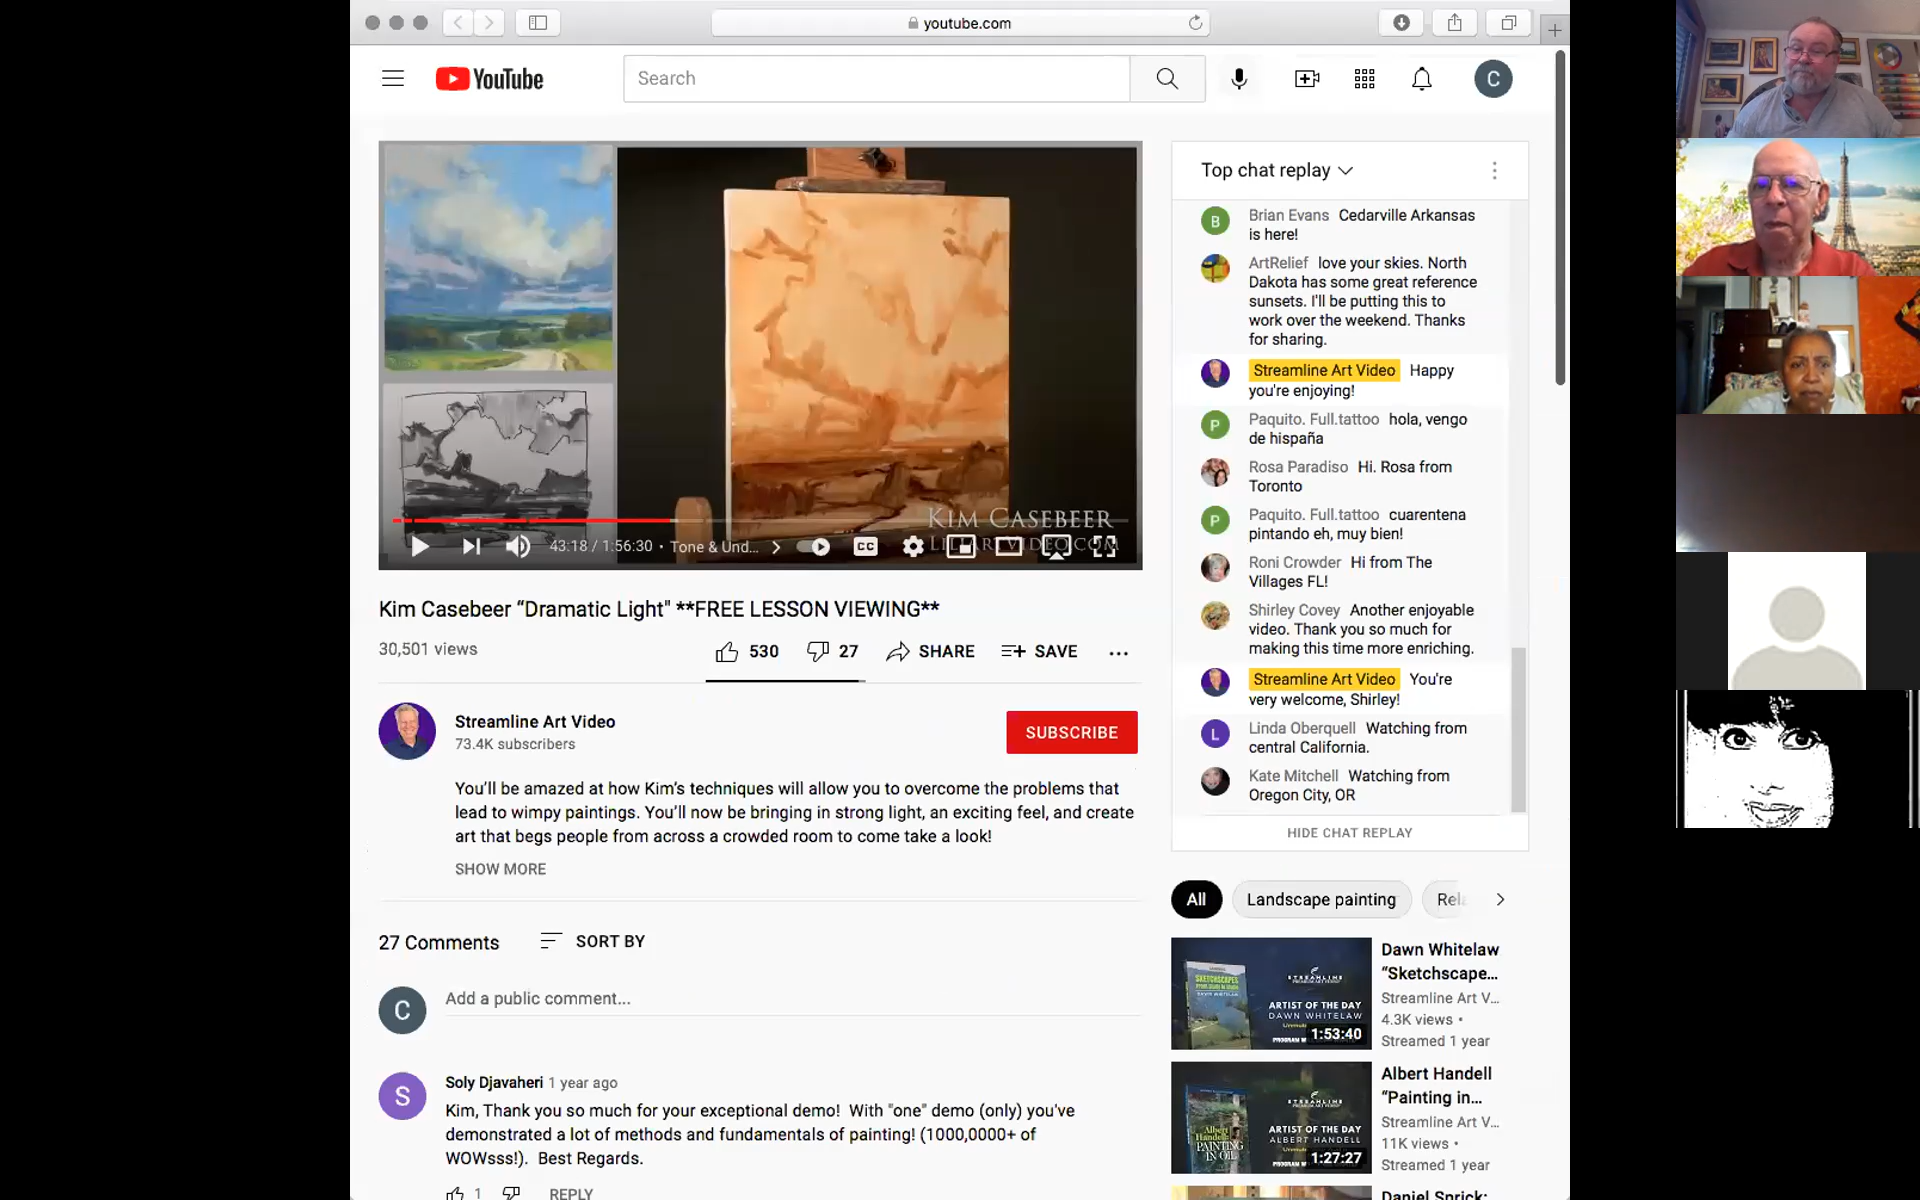 youtube.com
YouTube
Search
C
KIM CASEBEER
LILIARTVIDEO.COM
43:18 / 1:56:30 • Tone & Und...
CC
Kim Casebeer “Dramatic Light" **FREE LESSON VIEWING**
30,501 views
530
27
SHARE
SAVE
Streamline Art Video
73.4K subscribers
SUBSCRIBE
You’ll be amazed at how Kim’s techniques will allow you to overcome the problems that
lead to wimpy paintings. You’ll now be bringing in strong light, an exciting feel, and create
art that begs people from across a crowded room to come take a look!
SHOW MORE
27 Comments
SORT BY
C
Add a public comment...
S
Soly Djavaheri 1 year ago
Kim, Thank you so much for your exceptional demo! With "one" demo (only) you've
demonstrated a lot of methods and fundamentals of painting! (1000,0000+ of
WOWsss!). Best Regards.
1
REPLY
Top chat replay
B
Brian Evans Cedarville Arkansas
is here!
ArtRelief love your skies. North
Dakota has some great reference
sunsets. I'll be putting this to
work over the weekend. Thanks
for sharing.
Streamline Art Video Happy
you're enjoying!
P
Paquito. Full.tattoo hola, vengo
de hispaña
Rosa Paradiso Hi. Rosa from
Toronto
P
Paquito. Full.tattoo cuarentena
pintando eh, muy bien!
Roni Crowder Hi from The
Villages FL!
Shirley Covey Another enjoyable
video. Thank you so much for
making this time more enriching.
Streamline Art Video You're
very welcome, Shirley!
L
Linda Oberquell Watching from
central California.
Kate Mitchell Watching from
Oregon City, OR
HIDE CHAT REPLAY
All
Landscape painting
Rel
SKETCHSCAPES
STREAMLINE
ARTIST OF THE DAY
DAWN WHITELAW
1:53:40
Dawn Whitelaw
“Sketchscape...
Streamline Art V...
4.3K views •
Streamed 1 year
Albert
Handell:
PAINTING
IN OIL
STREAMLINE
ARTIST OF THE DAY
ALBERT HANDELL
1:27:27
Albert Handell
“Painting in...
Streamline Art V...
11K views •
Streamed 1 year
Daniel Sprick: